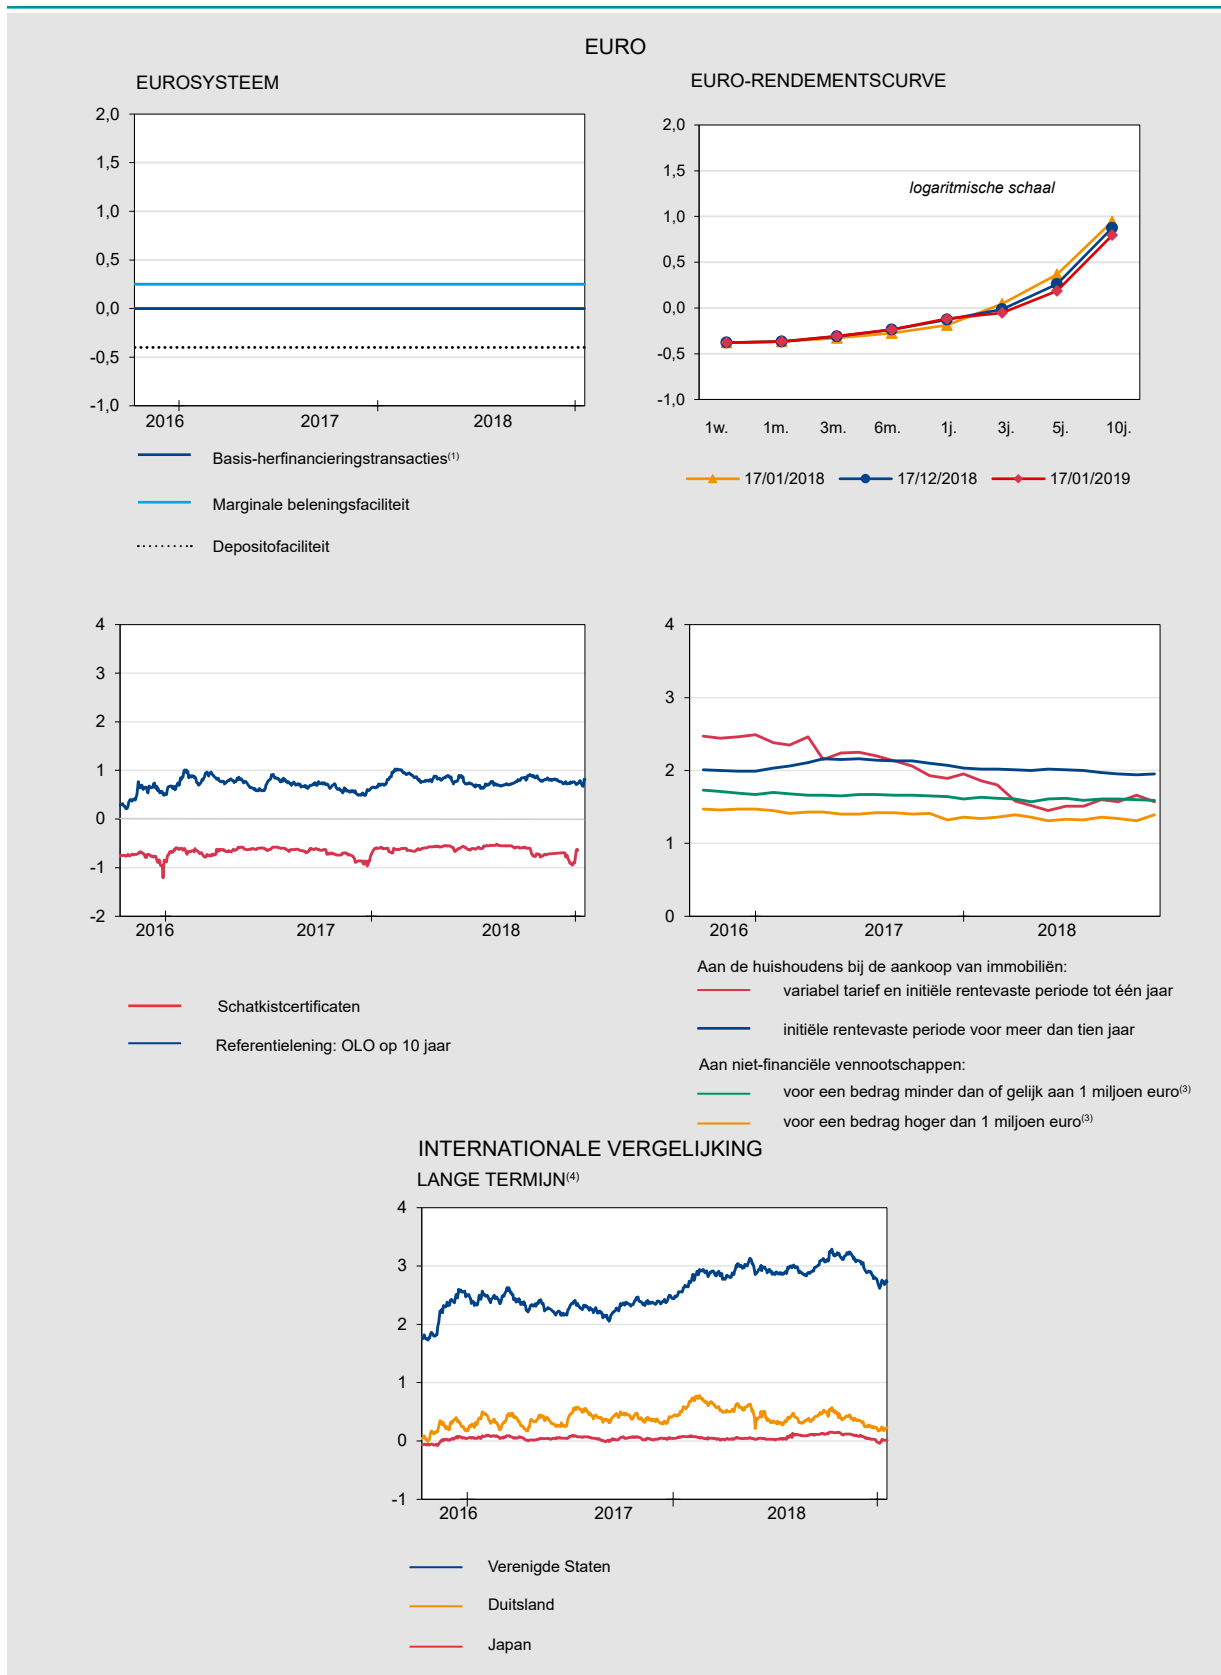 EURO
EUROSYSTEEM
2,0
1,5
1,0
0,5
0,0
-0,5
-1,0
2016 2017 2018
Basis-herfinancieringstransacties(1)
Marginale beleningsfaciliteit
Depositofaciliteit
EURO-RENDEMENTSCURVE
2,0
1,5
1,0
0,5
0,0
-0,5
-1,0
logaritmische schaal
1w. 1m. 3m. 6m. 1j. 3j. 5j. 10j.
17/01/2018 17/12/2018 17/01/2019
4
3
2
1
0
-1
-2
2016 2017 2018
Schatkistcertificaten
Referentielening: OLO op 10 jaar
4
3
2
1
0
2016 2017 2018
Aan de huishoudens bij de aankoop van immobiliën:
variabel tarief en initiële rentevaste periode tot één jaar
initiële rentevaste periode voor meer dan tien jaar
Aan niet-financiële vennootschappen:
voor een bedrag minder dan of gelijk aan 1 miljoen euro(3)
voor een bedrag hoger dan 1 miljoen euro(3)
INTERNATIONALE VERGELIJKING
LANGE TERMIJN(4)
4
3
2
1
0
-1
2016 2017 2018
Verenigde Staten
Duitsland
Japan